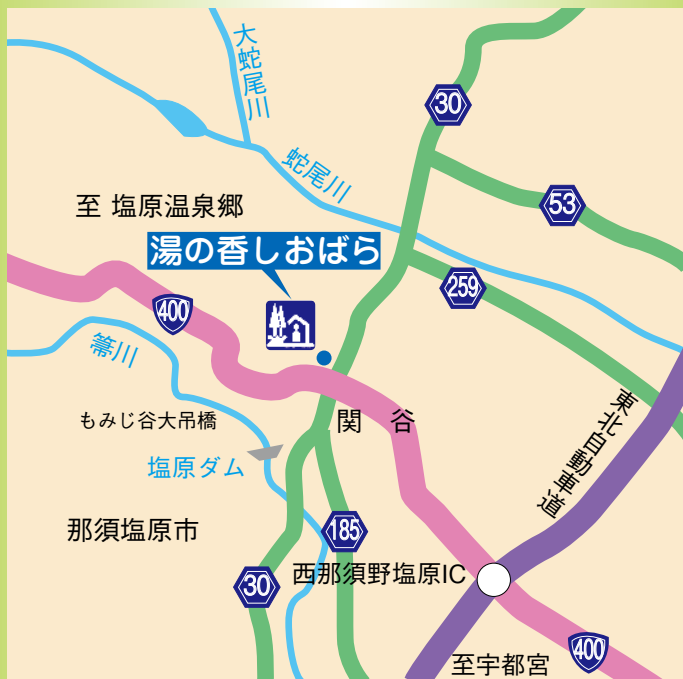 大蛇尾川
30
蛇尾川
至 塩原温泉郷
53
湯の香しおばら
259
400
箒川
もみじ谷大吊橋
関 谷
東北自動車道
塩原ダム
那須塩原市
185
西那須野塩原IC
30
至宇都宮
400